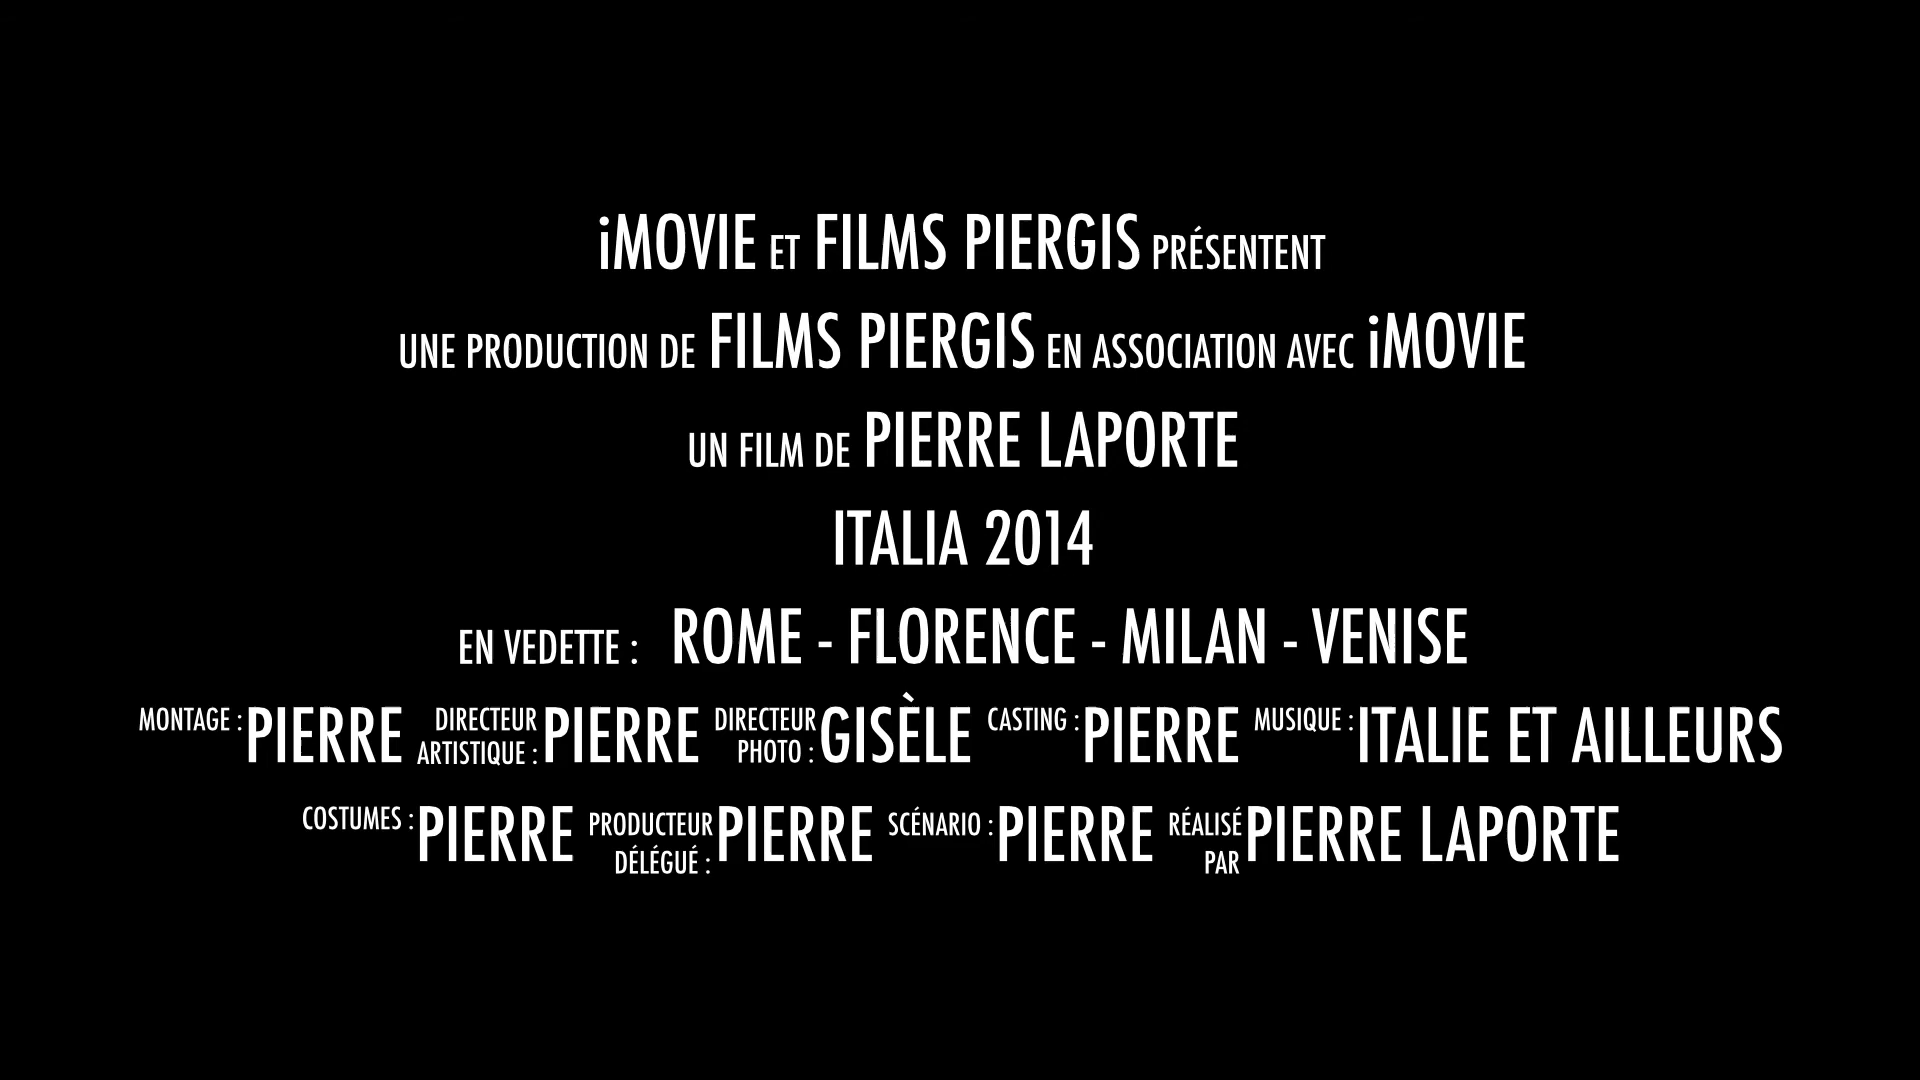 iMOVIE ET FILMS PIERGIS PRÉSENTENT
UNE PRODUCTION DE FILMS PIERGIS EN ASSOCIATION AVEC iMOVIE
UN FILM DE PIERRE LAPORTE
ITALIA 2014
EN VEDETTE : ROME - FLORENCE - MILAN - VENISE
MONTAGE : PIERRE DIRECTEUR ARTISTIQUE : PIERRE DIRECTEUR PHOTO : GISÈLE CASTING : PIERRE MUSIQUE : ITALIE ET AILLEURS
COSTUMES : PIERRE PRODUCTEUR DÉLÉGUÉ : PIERRE SCÉNARIO : PIERRE RÉALISÉ PAR PIERRE LAPORTE